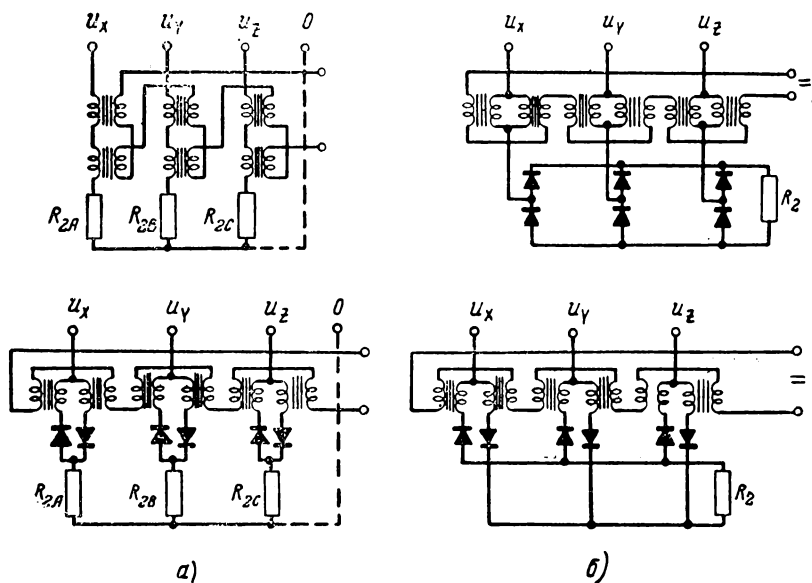 u_X u_Y u_Z 0
R_2A R_2B R_2C
u_X u_Y u_Z
=
R_2
u_X u_Y u_Z 0
R_2A R_2B R_2C
а)
u_X u_Y u_Z
=
R_2
б)